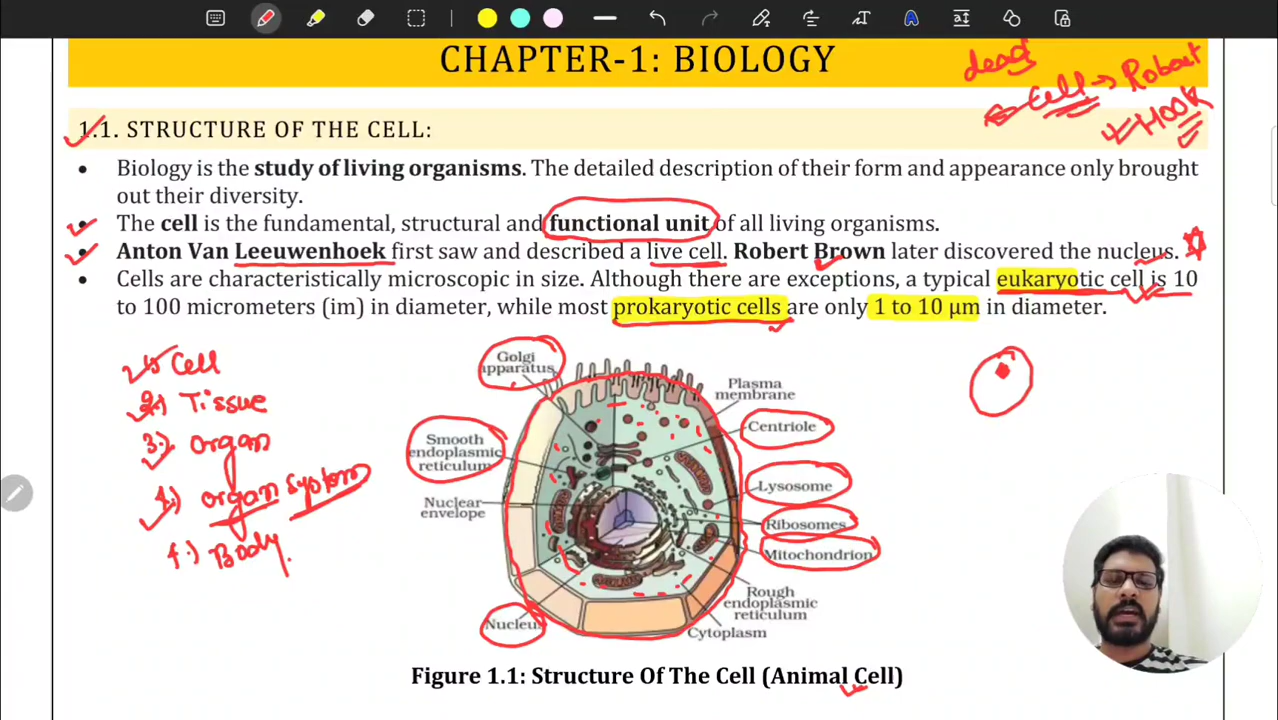 CHAPTER-1: BIOLOGY
dead
Cell → Robert
Hook
1.1. STRUCTURE OF THE CELL:
• Biology is the study of living organisms. The detailed description of their form and appearance only brought
out their diversity.
• The cell is the fundamental, structural and functional unit of all living organisms.
• Anton Van Leeuwenhoek first saw and described a live cell. Robert Brown later discovered the nucleus.
• Cells are characteristically microscopic in size. Although there are exceptions, a typical eukaryotic cell is 10
to 100 micrometers (im) in diameter, while most prokaryotic cells are only 1 to 10 µm in diameter.
1) Cell
2) Tissue
3) organ
4) organ system
5) Body.
Golgi
apparatus
Smooth
endoplasmic
reticulum
Nuclear
envelope
Nucleus
Plasma
membrane
Centriole
Lysosome
Ribosomes
Mitochondrion
Rough
endoplasmic
reticulum
Cytoplasm
Figure 1.1: Structure Of The Cell (Animal Cell)